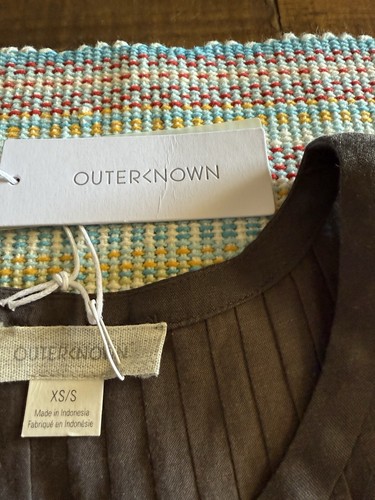 OUTERKNOWN
OUTERKNOWN
XS/S
Made in Indonesia
Fabriqué en Indonésie